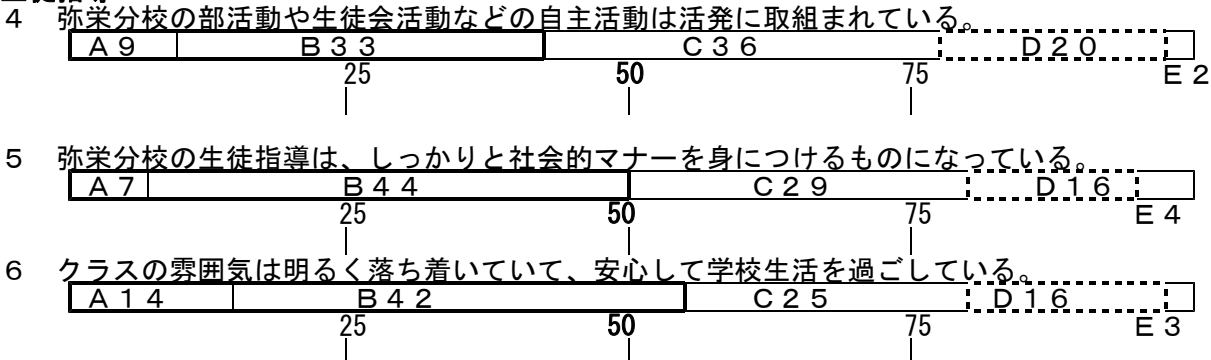 ４　弥栄分校の部活動や生徒会活動などの自主活動は活発に取組まれている。
Ａ９　Ｂ３３　Ｃ３６　Ｄ２０
25　50　75　Ｅ２
５　弥栄分校の生徒指導は、しっかりと社会的マナーを身につけるものになっている。
Ａ７　Ｂ４４　Ｃ２９　Ｄ１６
25　50　75　Ｅ４
６　クラスの雰囲気は明るく落ち着いていて、安心して学校生活を過ごしている。
Ａ１４　Ｂ４２　Ｃ２５　Ｄ１６
25　50　75　Ｅ３